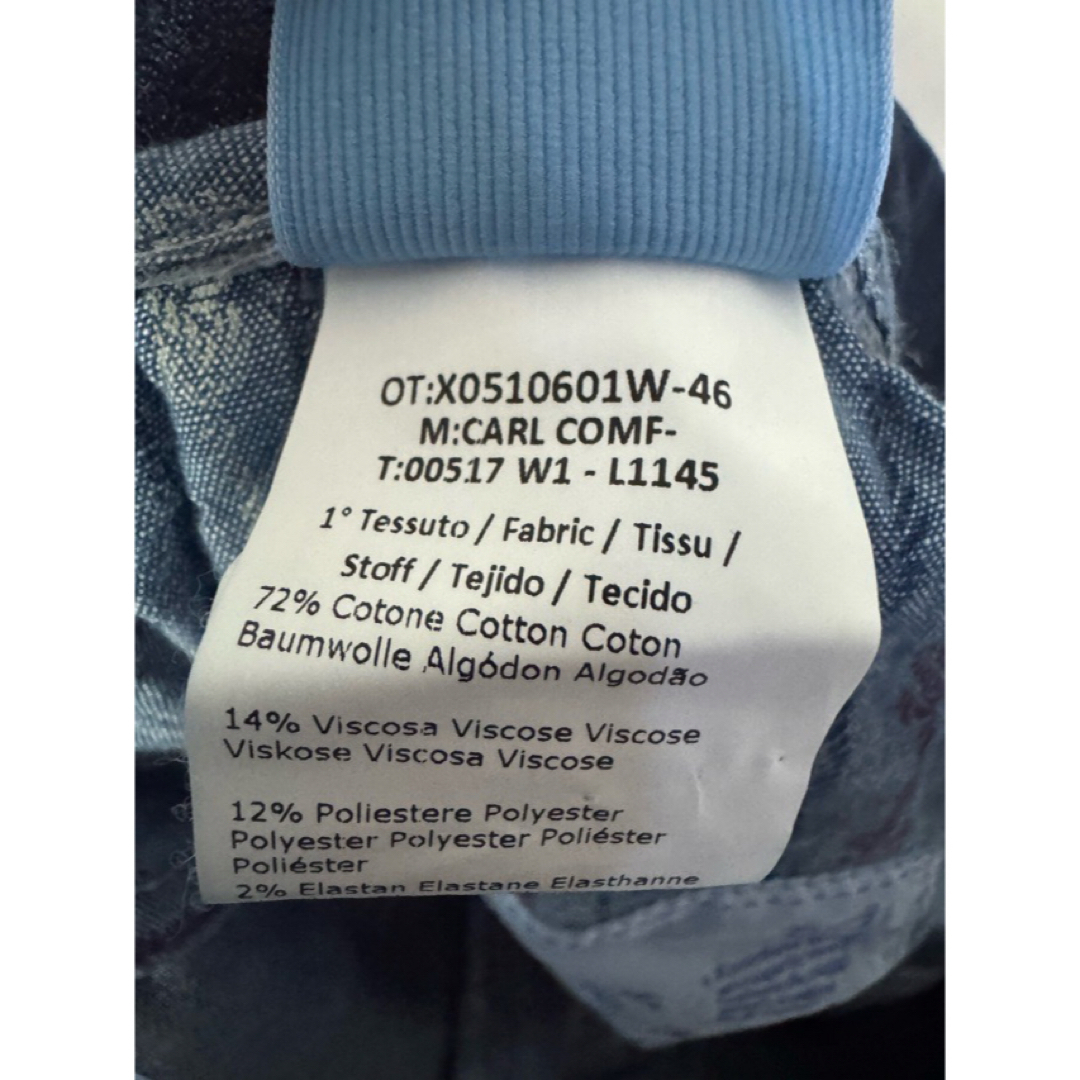 OT:X0510601W-46
M:CARL COMF-
T:00517 W1 - L1145
1° Tessuto / Fabric / Tissu /
Stoff / Tejido / Tecido
72% Cotone Cotton Coton
Baumwolle Algódon Algodão
14% Viscosa Viscose Viscose
Viskose Viscosa Viscose
12% Poliestere Polyester
Polyester Polyester Poliéster
Poliéster
2% Elastan Elastane Elasthanne